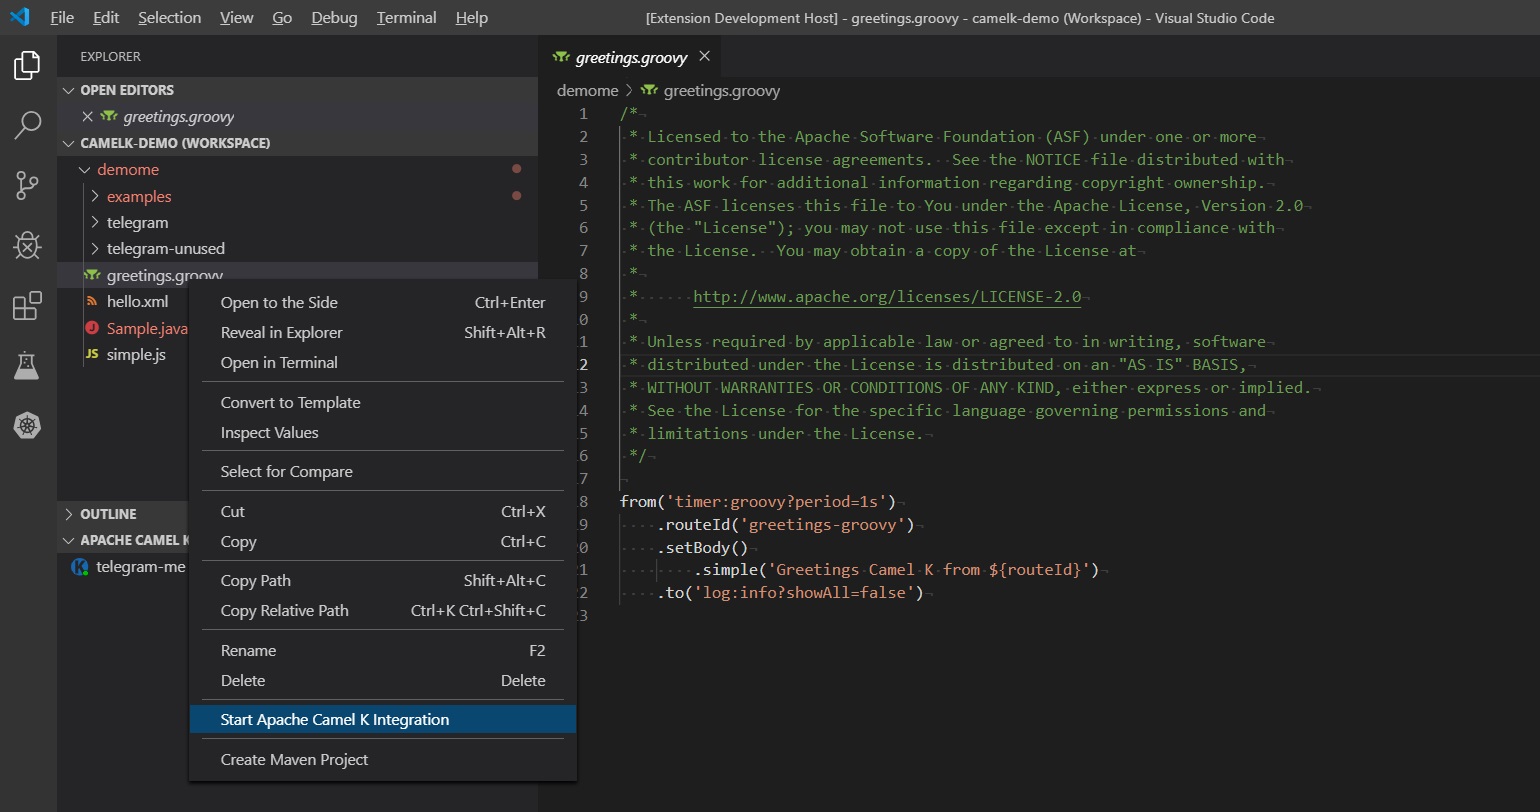 File Edit Selection View Go Debug Terminal Help
[Extension Development Host] - greetings.groovy - camelk-demo (Workspace) - Visual Studio Code
EXPLORER
OPEN EDITORS
greetings.groovy
CAMELK-DEMO (WORKSPACE)
demome
examples
telegram
telegram-unused
greetings.groovy
hello.xml
J Sample.java
JS simple.js
OUTLINE
APACHE CAMEL K
telegram-me
Open to the Side Ctrl+Enter
Reveal in Explorer Shift+Alt+R
Open in Terminal
Convert to Template
Inspect Values
Select for Compare
Cut Ctrl+X
Copy Ctrl+C
Copy Path Shift+Alt+C
Copy Relative Path Ctrl+K Ctrl+Shift+C
Rename F2
Delete Delete
Start Apache Camel K Integration
Create Maven Project
greetings.groovy
demome > greetings.groovy
1 /*
2 * Licensed to the Apache Software Foundation (ASF) under one or more
3 * contributor license agreements.  See the NOTICE file distributed with
4 * this work for additional information regarding copyright ownership.
5 * The ASF licenses this file to You under the Apache License, Version 2.0
6 * (the "License"); you may not use this file except in compliance with
7 * the License.  You may obtain a copy of the License at
8 *
9 *      http://www.apache.org/licenses/LICENSE-2.0
0 *
1 * Unless required by applicable law or agreed to in writing, software
2 * distributed under the License is distributed on an "AS IS" BASIS,
3 * WITHOUT WARRANTIES OR CONDITIONS OF ANY KIND, either express or implied.
4 * See the License for the specific language governing permissions and
5 * limitations under the License.
6 */
7
8 from('timer:groovy?period=1s')
9     .routeId('greetings-groovy')
0     .setBody()
1         .simple('Greetings Camel K from ${routeId}')
2     .to('log:info?showAll=false')
3